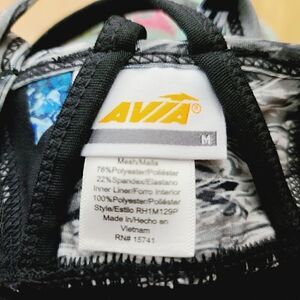 AVIA®
M
Mesh/Malla
78%Polyester/Poliéster
22%Spandex/Elastano
Inner Liner/Forro Interior
100%Polyester/Poliéster
Style/Estilo RH1M129P
Made in/Hecho en
Vietnam
RN# 15741